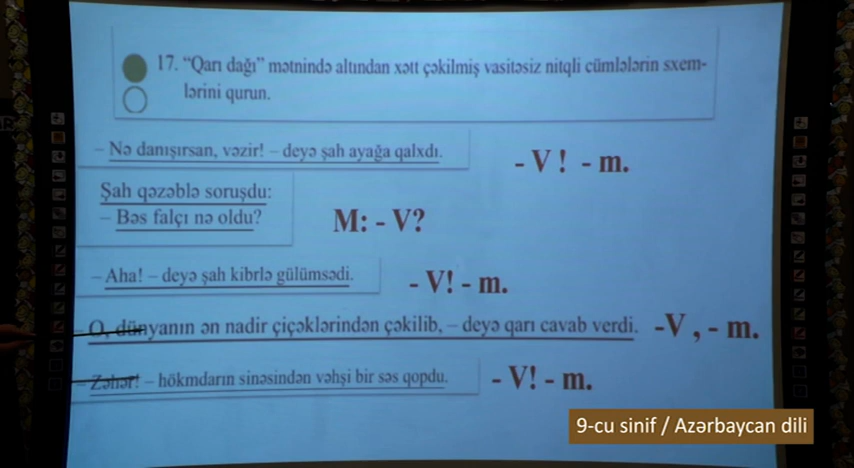 17. “Qarı dağı” mətnində altından xətt çəkilmiş vasitəsiz nitqli cümlələrin sxem-
lərini qurun.
– Nə danışırsan, vəzir! – deyə şah ayağa qalxdı.
- V ! - m.
Şah qəzəblə soruşdu:
– Bəs falçı nə oldu?
M: - V?
– Aha! – deyə şah kibrlə gülümsədi.
- V! - m.
– O, dünyanın ən nadir çiçəklərindən çəkilib, – deyə qarı cavab verdi.
-V , - m.
– Zəhər! – hökmdarın sinəsindən vəhşi bir səs qopdu.
- V! - m.
9-cu sinif / Azərbaycan dili